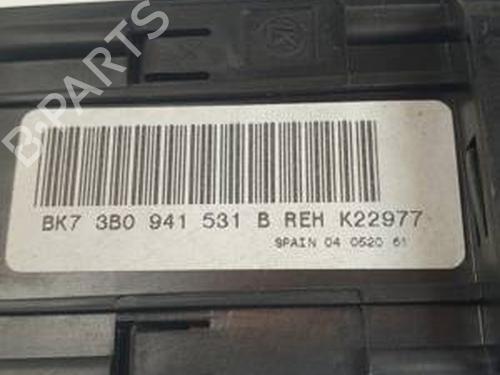 B-PARTS
BK7 3B0 941 531 B REH K22977
SPAIN 04 0520 61